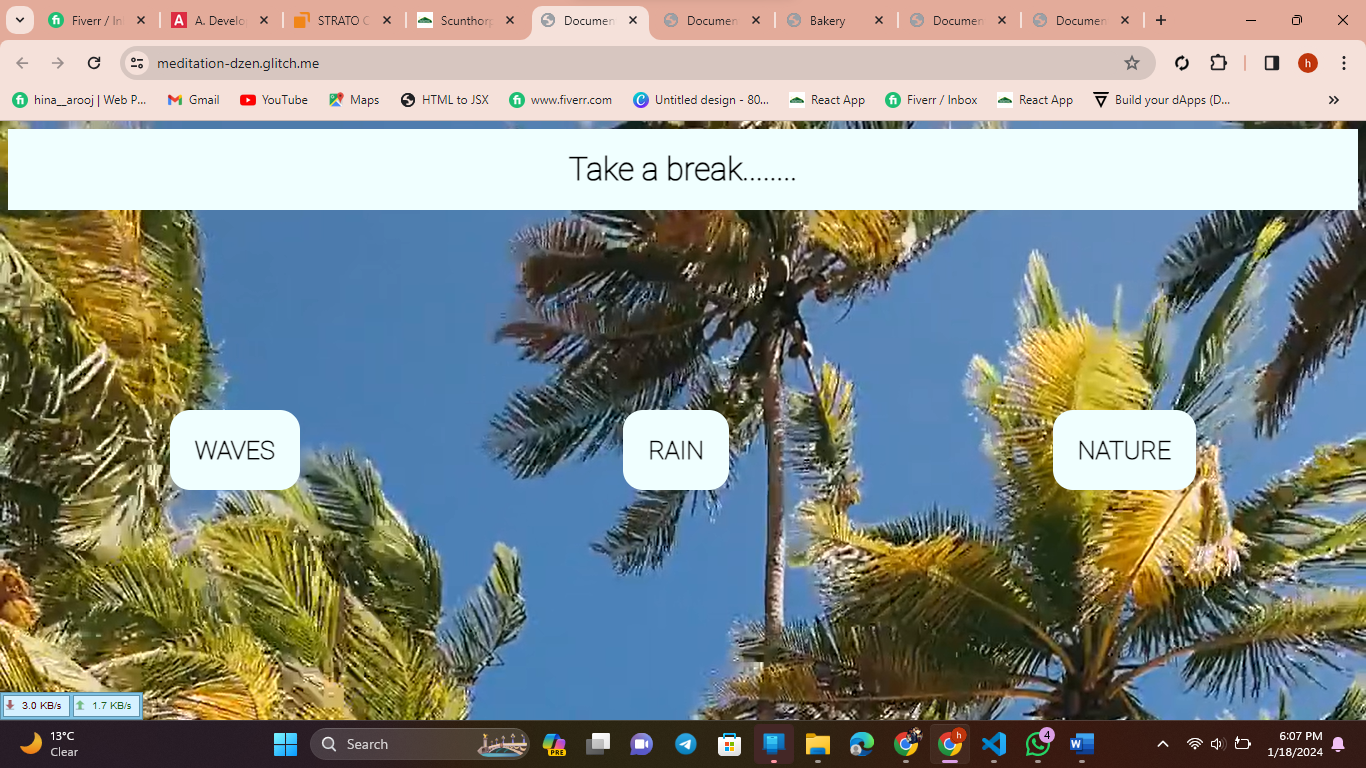 Fiverr / In
A. Develo
STRATO C
Scunthorp
Documen
Documen
Bakery
Documen
Documen
meditation-dzen.glitch.me
h
hina__arooj | Web P...
Gmail
YouTube
Maps
HTML to JSX
www.fiverr.com
Untitled design - 80...
React App
Fiverr / Inbox
React App
Build your dApps (D...
Take a break........
WAVES
RAIN
NATURE
3.0 KB/s
1.7 KB/s
13°C
Clear
Search
PRE
h
4
6:07 PM
1/18/2024